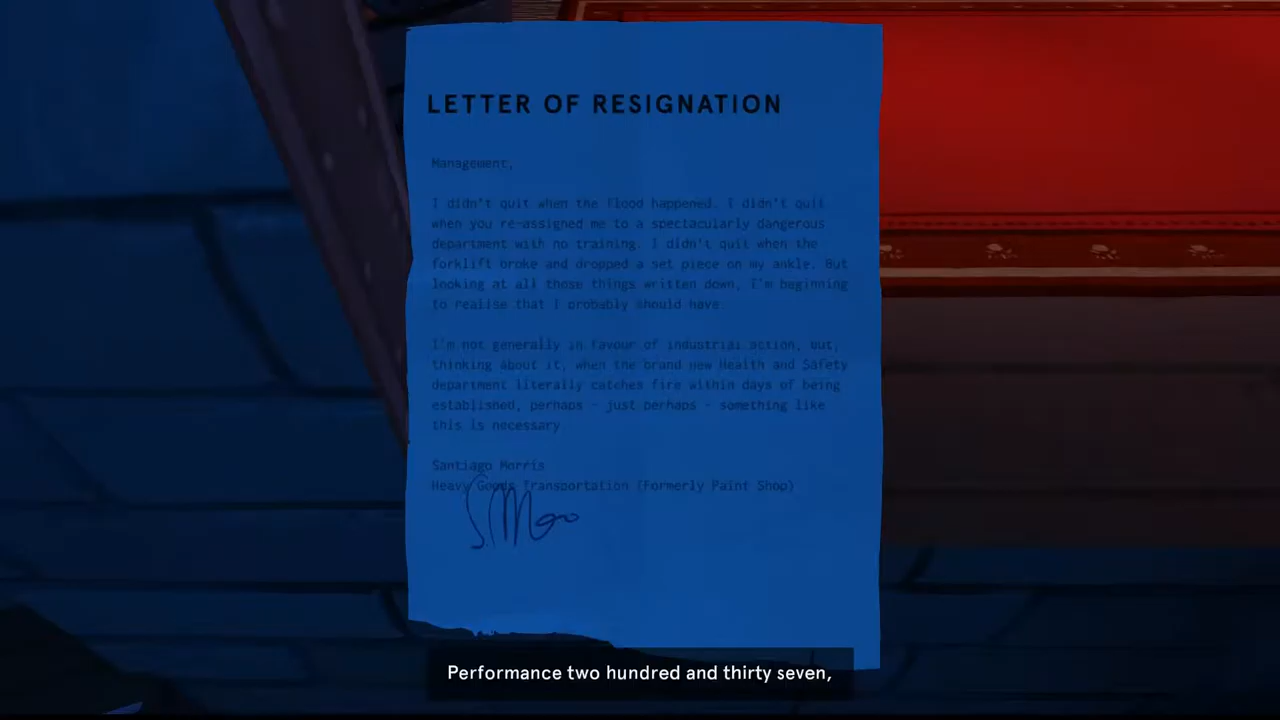 LETTER OF RESIGNATION
Management,
I didn't quit when the flood happened. I didn't quit
when you re-assigned me to a spectacularly dangerous
department with no training. I didn't quit when the
forklift broke and dropped a set piece on my ankle. But
looking at all those things written down, I'm beginning
to realise that I probably should have.
I'm not generally in favour of industrial action, but,
thinking about it, when the brand new Health and Safety
department literally catches fire within days of being
established, perhaps - just perhaps - something like
this is necessary
Santiago Morris
Heavy Goods Transportation (Formerly Paint Shop)
S Mo
Performance two hundred and thirty seven,